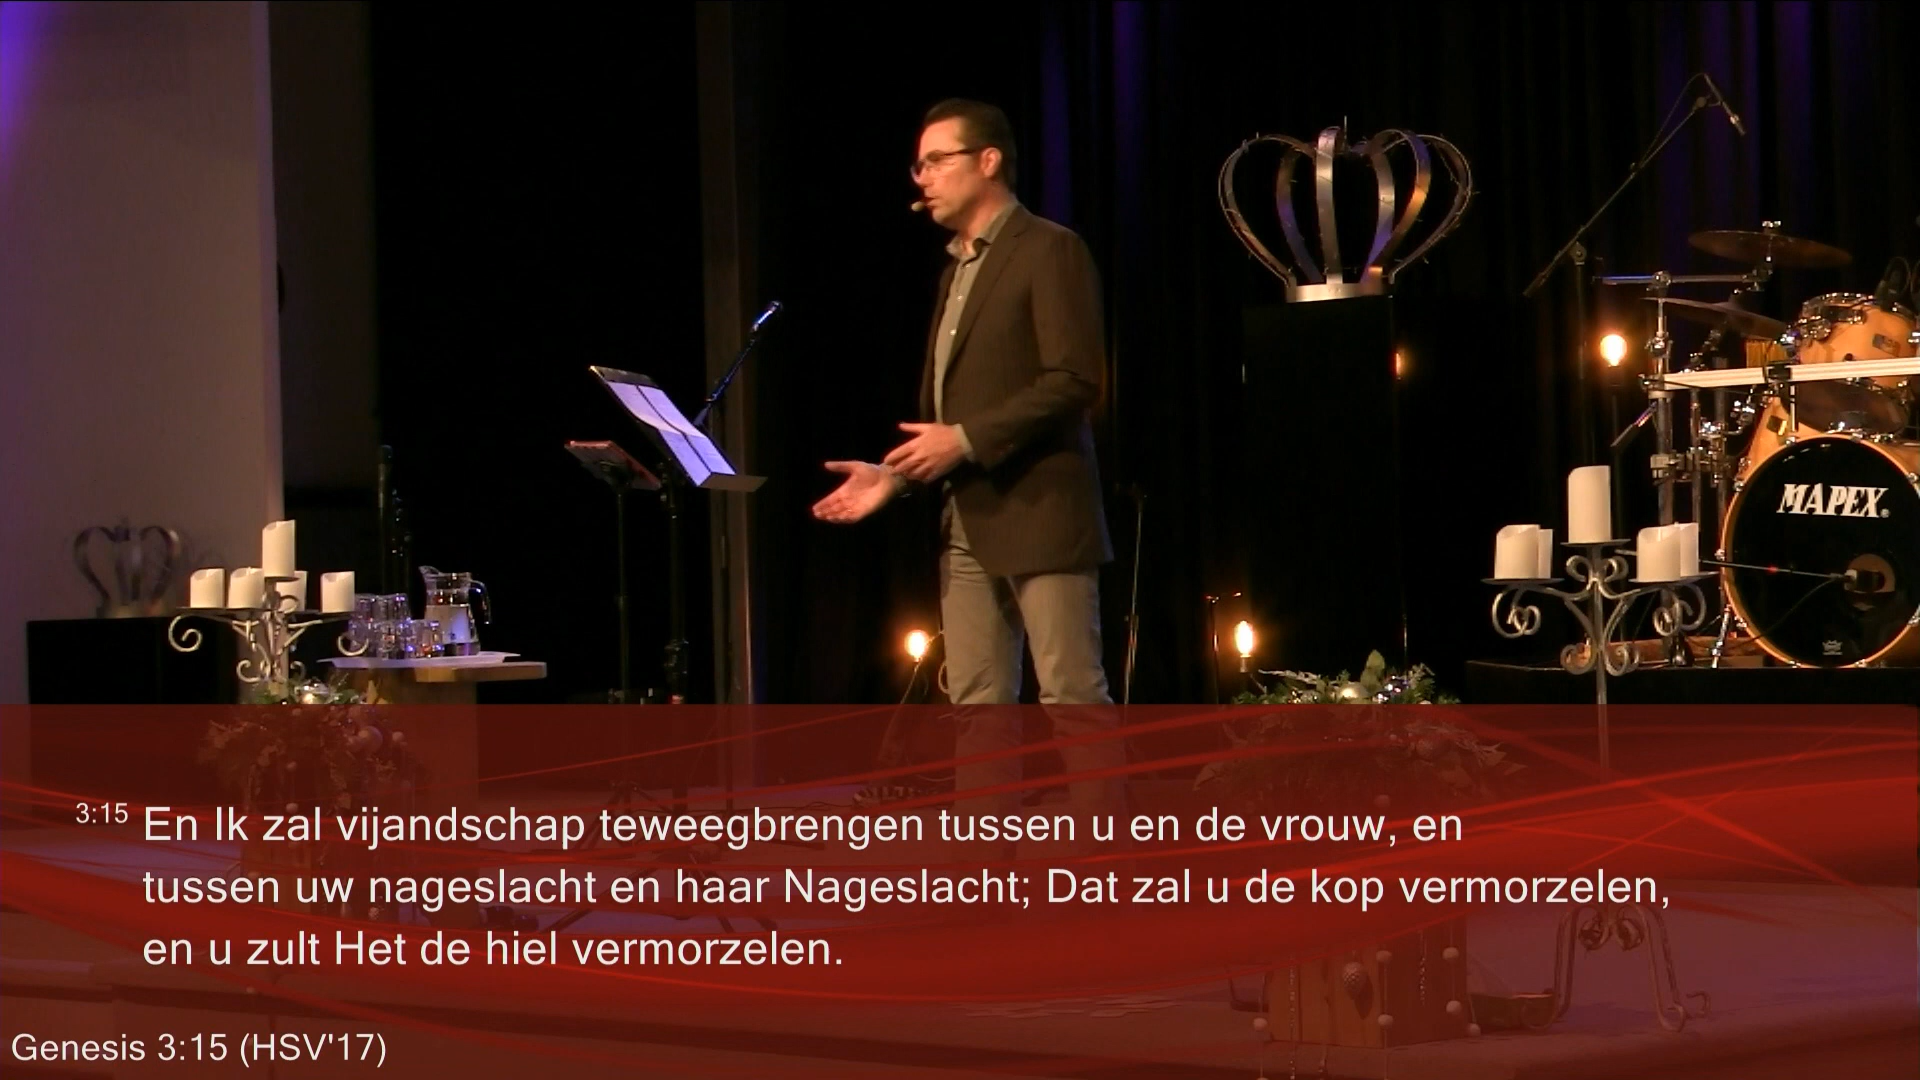 MAPEX
3:15 En Ik zal vijandschap teweegbrengen tussen u en de vrouw, en
tussen uw nageslacht en haar Nageslacht; Dat zal u de kop vermorzelen,
en u zult Het de hiel vermorzelen.
Genesis 3:15 (HSV'17)